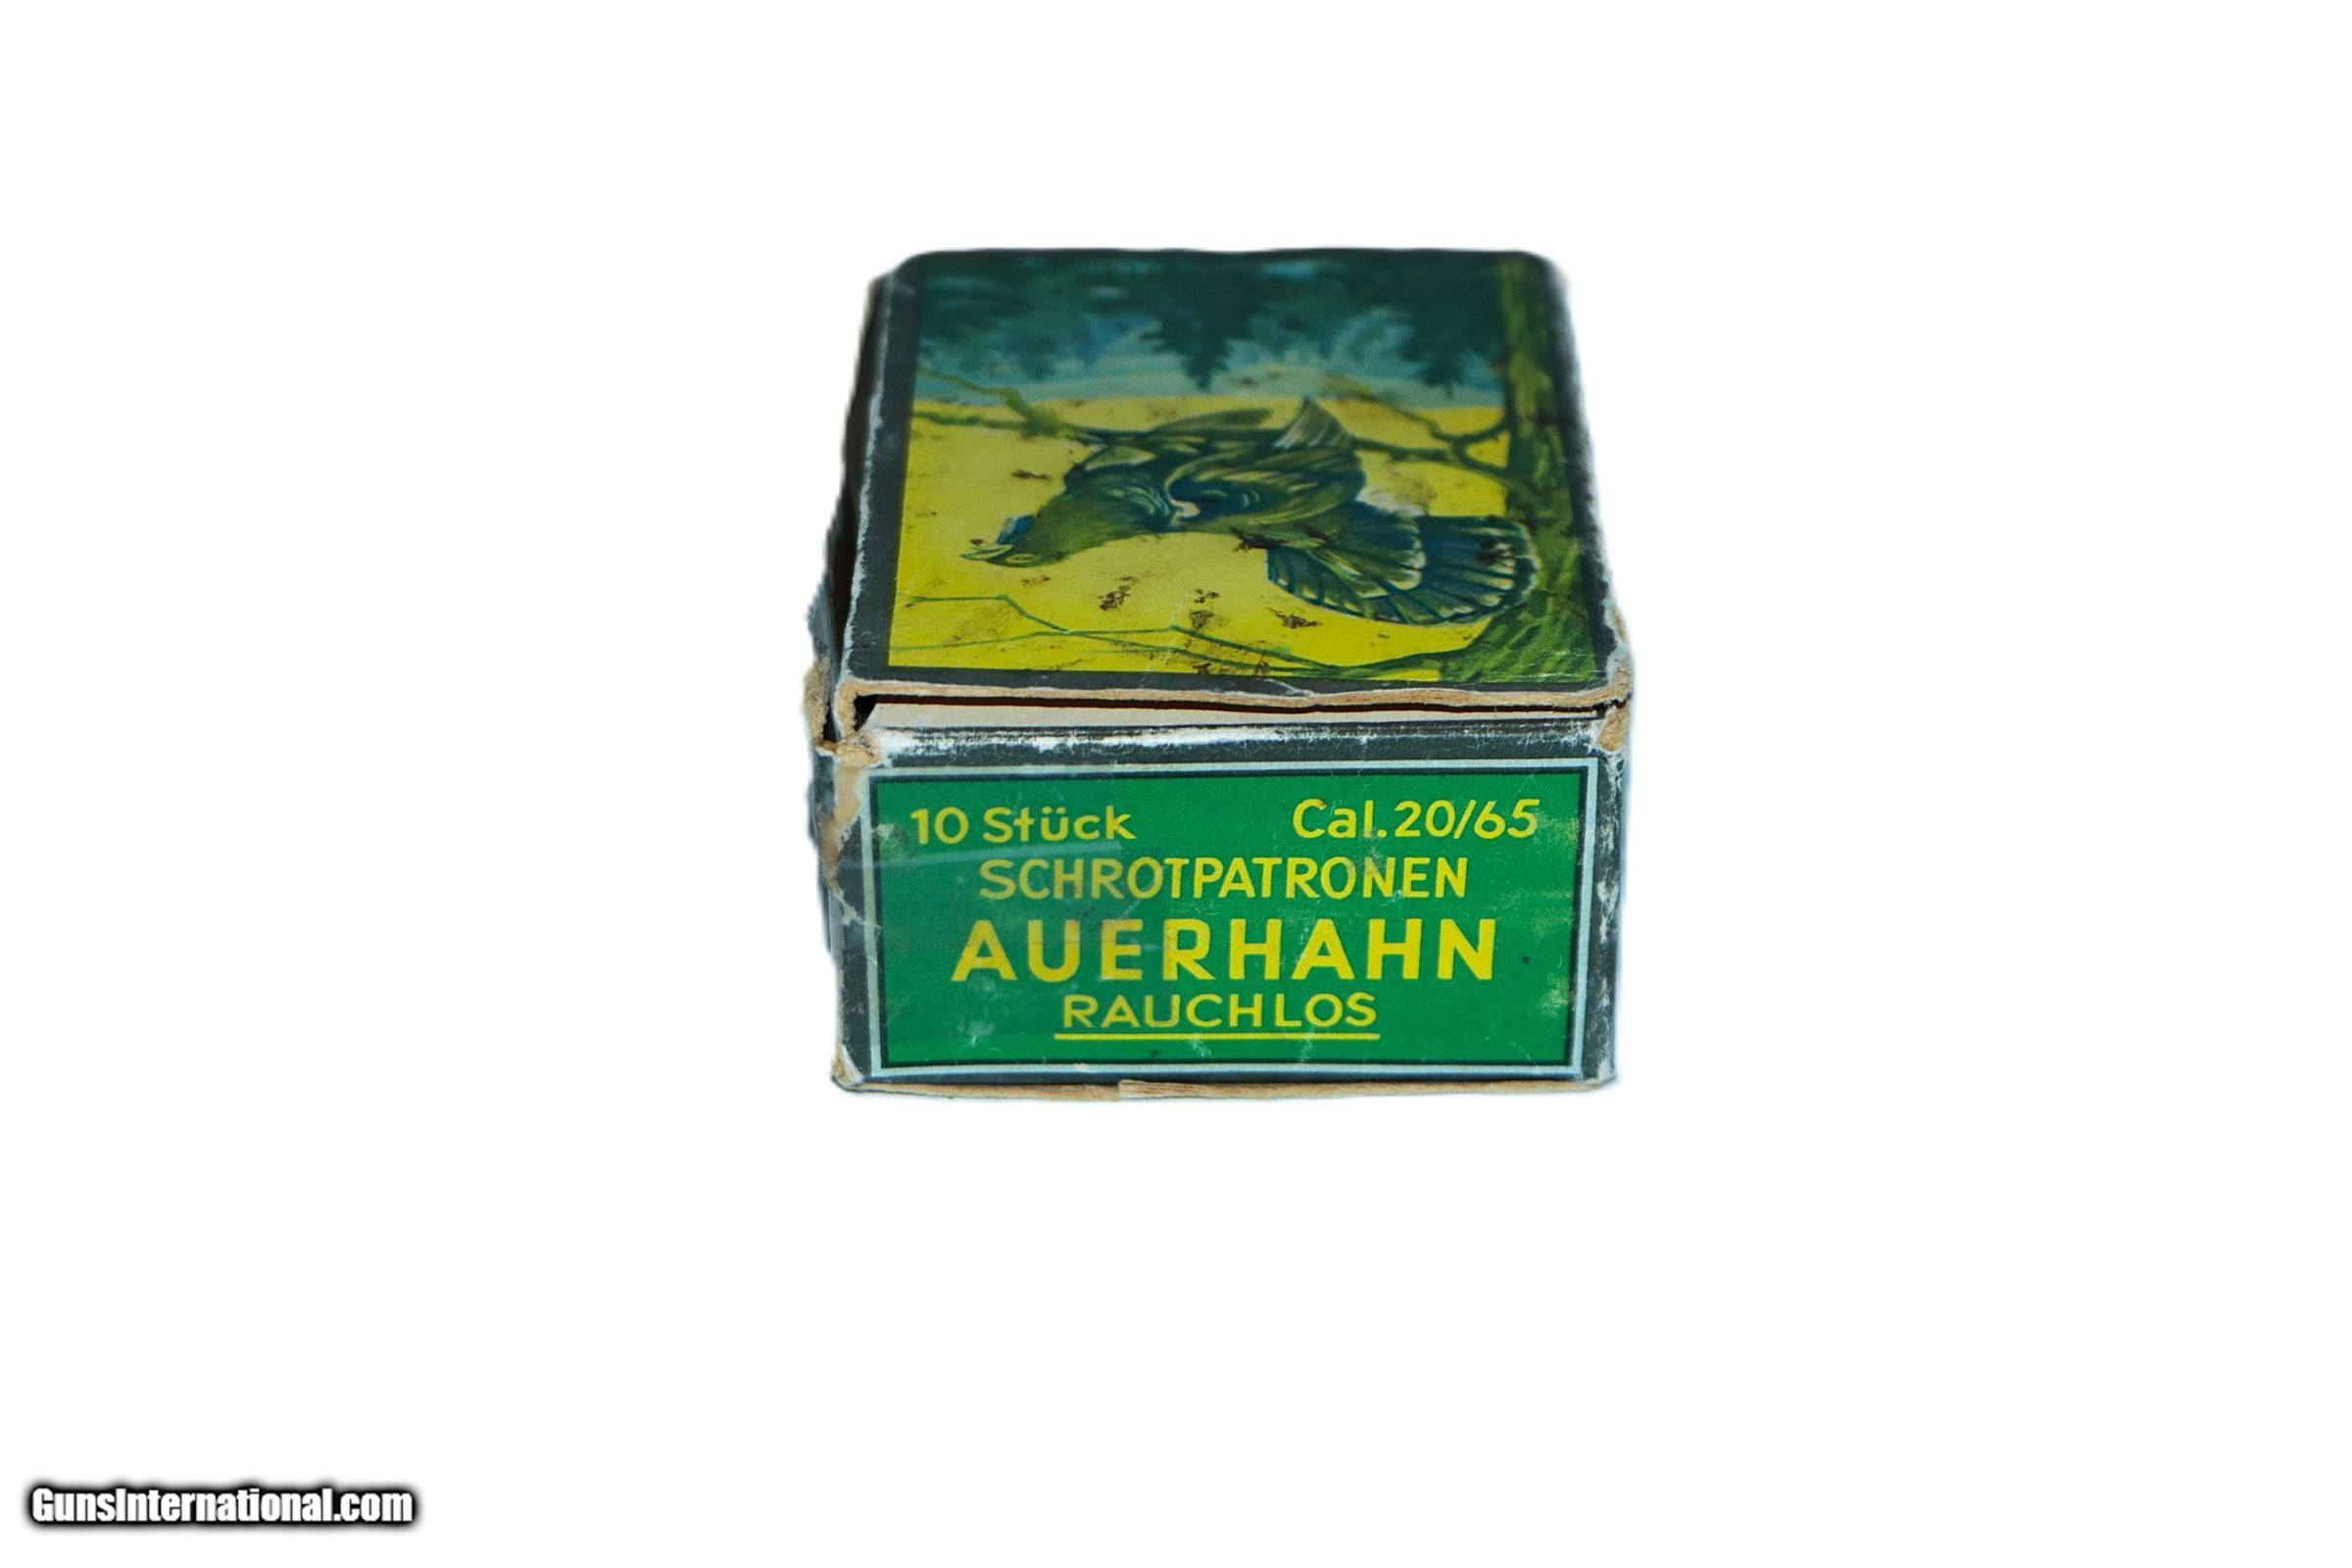 10 Stück Cal.20/65
SCHROTPATRONEN
AUERHAHN
RAUCHLOS
GunsInternational.com